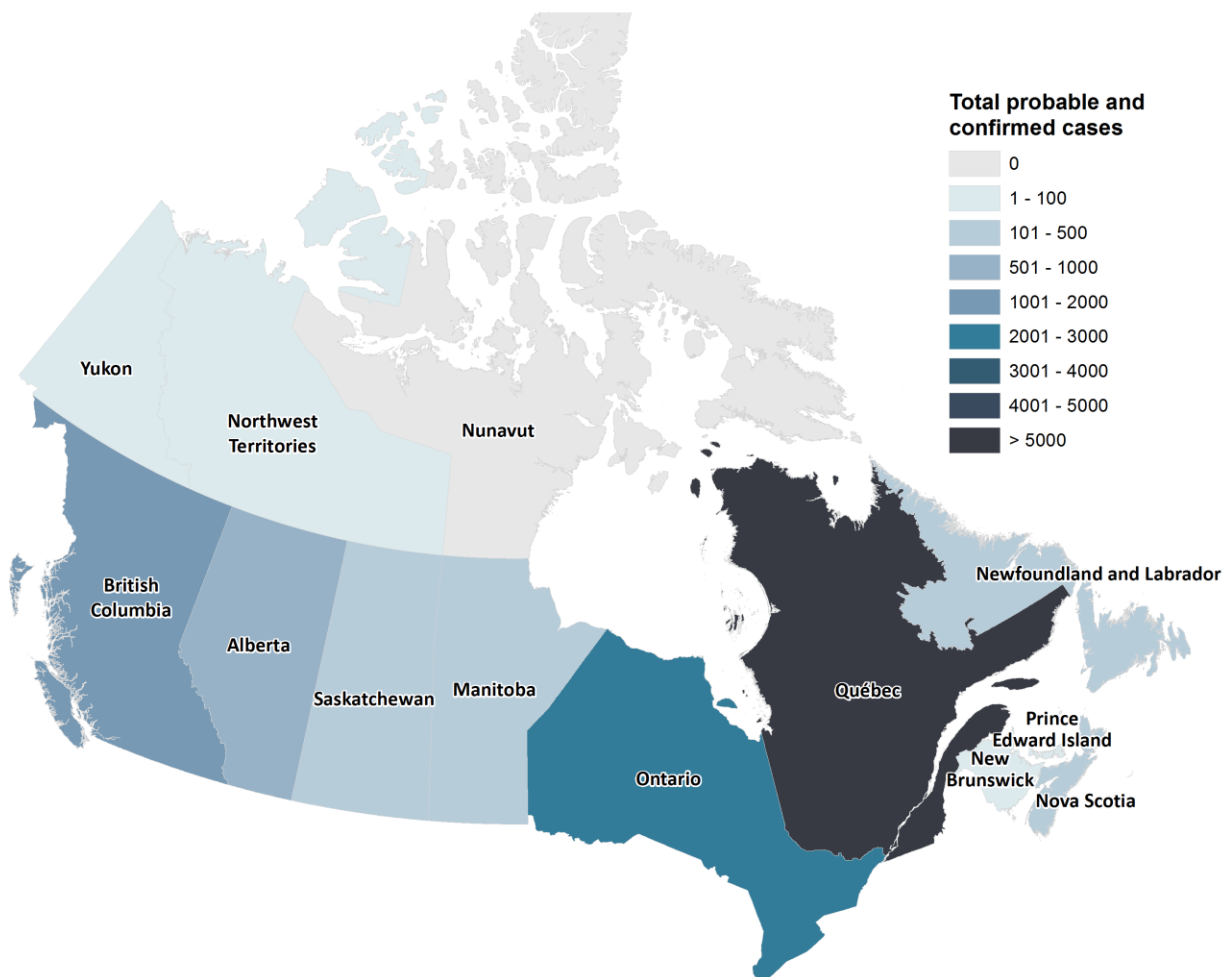 Total probable and
confirmed cases
0
1 - 100
101 - 500
501 - 1000
1001 - 2000
2001 - 3000
3001 - 4000
4001 - 5000
> 5000
Yukon
Northwest
Territories
Nunavut
British
Columbia
Alberta
Saskatchewan
Manitoba
Ontario
Québec
Newfoundland and Labrador
Prince
Edward Island
New
Brunswick
Nova Scotia